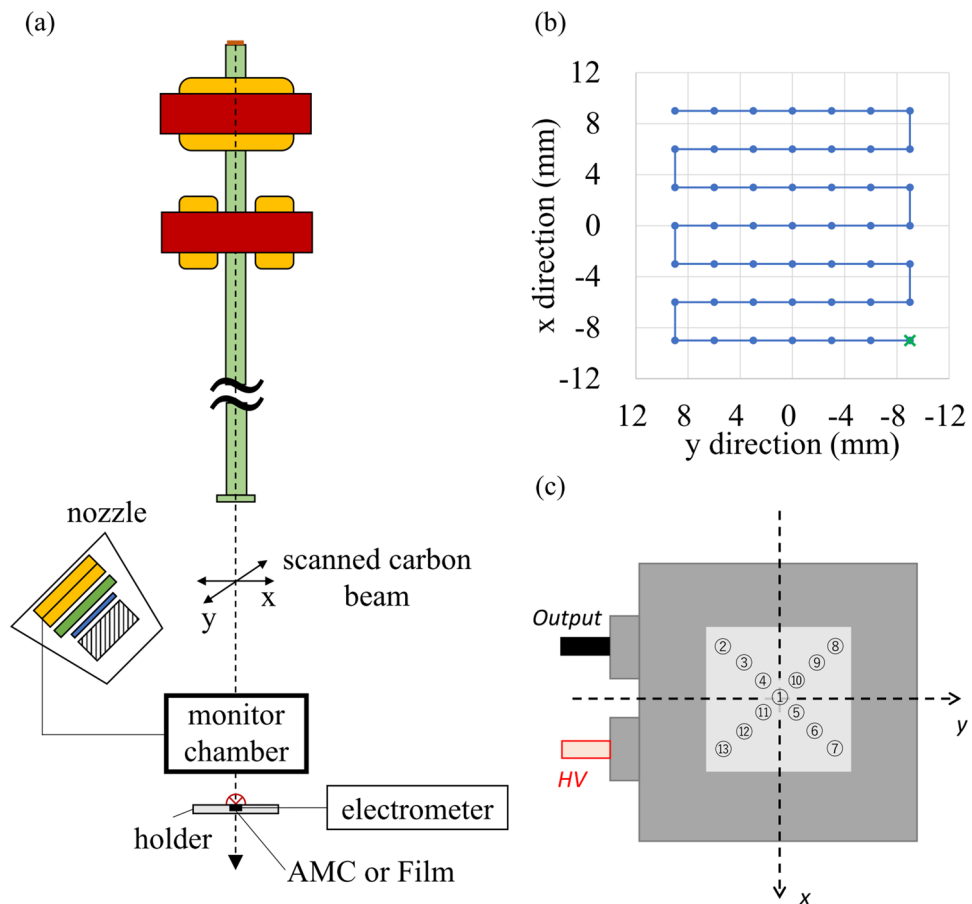 (a)
nozzle
scanned carbon
beam
x
y
monitor
chamber
electrometer
holder
AMC or Film
(b)
12
8
4
0
-4
-8
-12
x direction (mm)
12 8 4 0 -4 -8 -12
y direction (mm)
(c)
Output
HV
② ⑧
③ ⑨
④ ⑩
①
⑪ ⑤
⑫ ⑥
⑬ ⑦
y
x